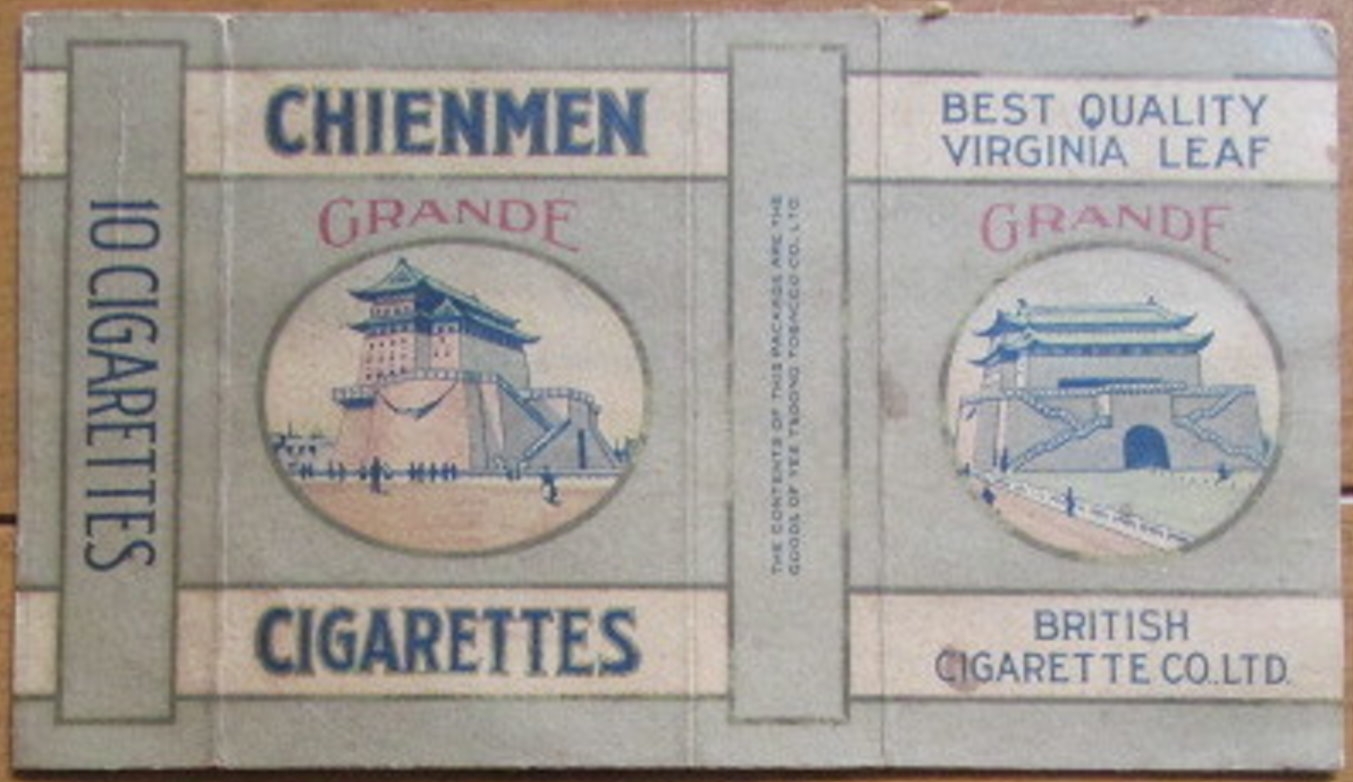 10 CIGARETTES
CHIENMEN
GRANDE
CIGARETTES
THE CONTENTS OF THIS PACKAGE ARE THE
GOODS OF YEE TSOONG TOBACCO CO., LTD
BEST QUALITY
VIRGINIA LEAF
GRANDE
BRITISH
CIGARETTE CO., LTD.